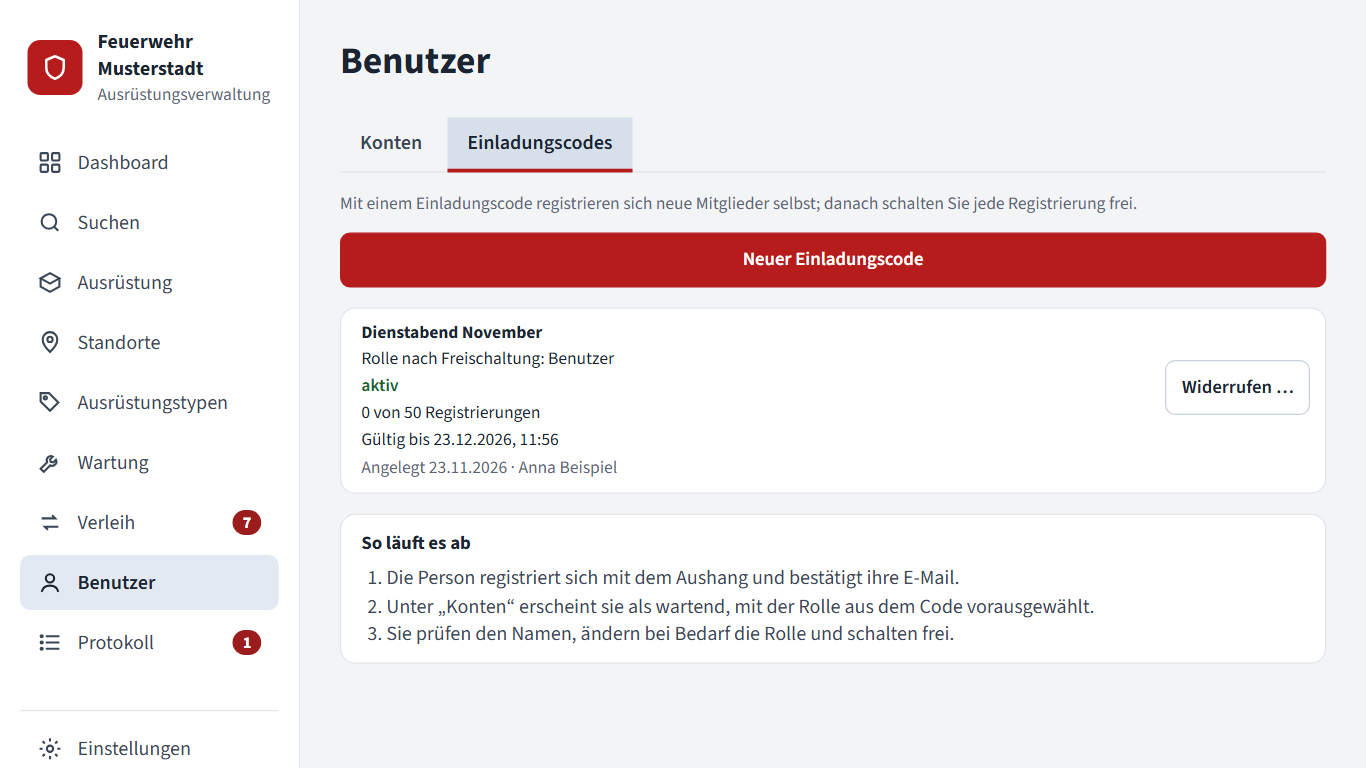 Feuerwehr
Musterstadt
Ausrüstungsverwaltung
Dashboard
Suchen
Ausrüstung
Standorte
Ausrüstungstypen
Wartung
Verleih 7
Benutzer
Protokoll 1
Einstellungen
Benutzer
Konten Einladungscodes
Mit einem Einladungscode registrieren sich neue Mitglieder selbst; danach schalten Sie jede Registrierung frei.
Neuer Einladungscode
Dienstabend November
Rolle nach Freischaltung: Benutzer
aktiv
0 von 50 Registrierungen
Gültig bis 23.12.2026, 11:56
Angelegt 23.11.2026 · Anna Beispiel
Widerrufen …
So läuft es ab
1. Die Person registriert sich mit dem Aushang und bestätigt ihre E-Mail.
2. Unter „Konten“ erscheint sie als wartend, mit der Rolle aus dem Code vorausgewählt.
3. Sie prüfen den Namen, ändern bei Bedarf die Rolle und schalten frei.